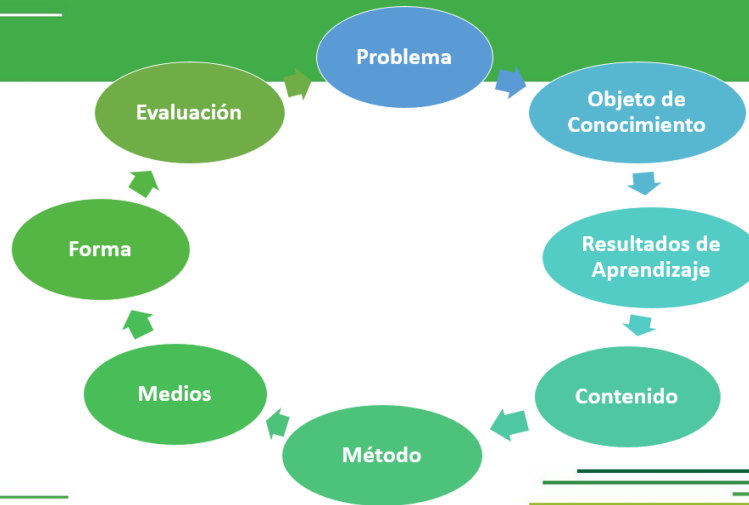 Problema
Objeto de
Conocimiento
Resultados de
Aprendizaje
Contenido
Método
Medios
Forma
Evaluación